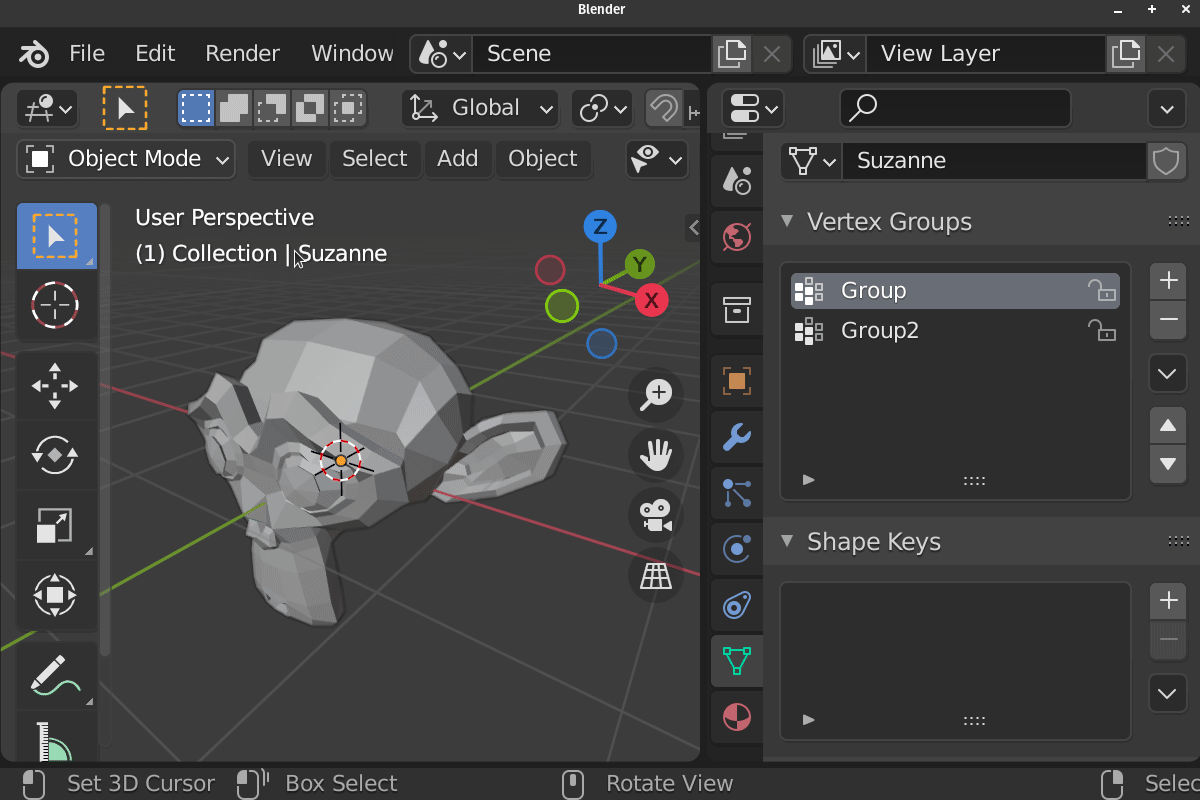 Blender
File Edit Render Window Scene View Layer
Global
Object Mode View Select Add Object
Suzanne
User Perspective
(1) Collection | Suzanne
Z
Y
X
Vertex Groups
Group
Group2
Shape Keys
Set 3D Cursor Box Select Rotate View Selec